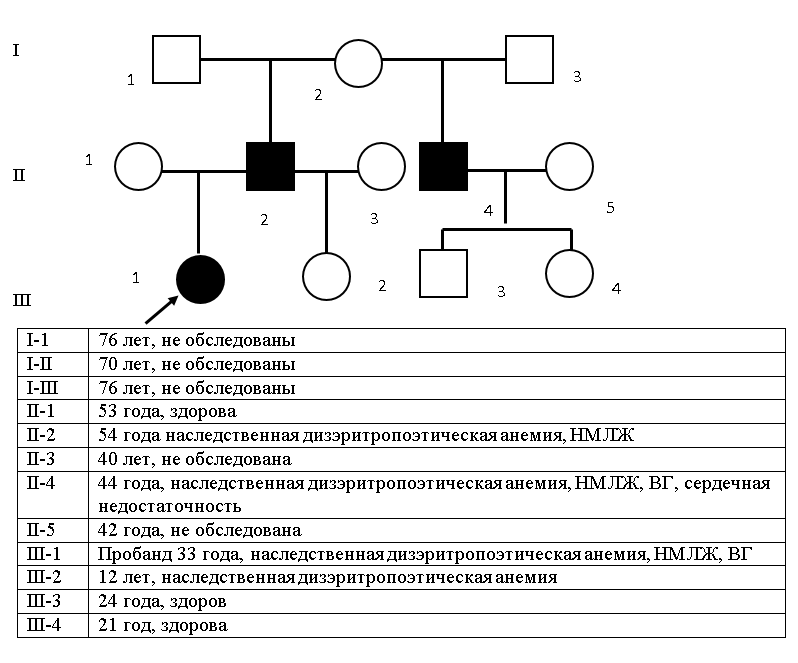 I
1
2
3
1
II
2
3
4
5
1
2
3
4
III
I-1 76 лет, не обследованы
I-II 70 лет, не обследованы
I-III 76 лет, не обследованы
II-1 53 года, здорова
II-2 54 года наследственная дизэритропоэтическая анемия, НМЛЖ
II-3 40 лет, не обследована
II-4 44 года, наследственная дизэритропоэтическая анемия, НМЛЖ, ВГ, сердечная
недостаточность
II-5 42 года, не обследована
III-1 Пробанд 33 года, наследственная дизэритропоэтическая анемия, НМЛЖ, ВГ
III-2 12 лет, наследственная дизэритропоэтическая анемия
III-3 24 года, здоров
III-4 21 год, здорова